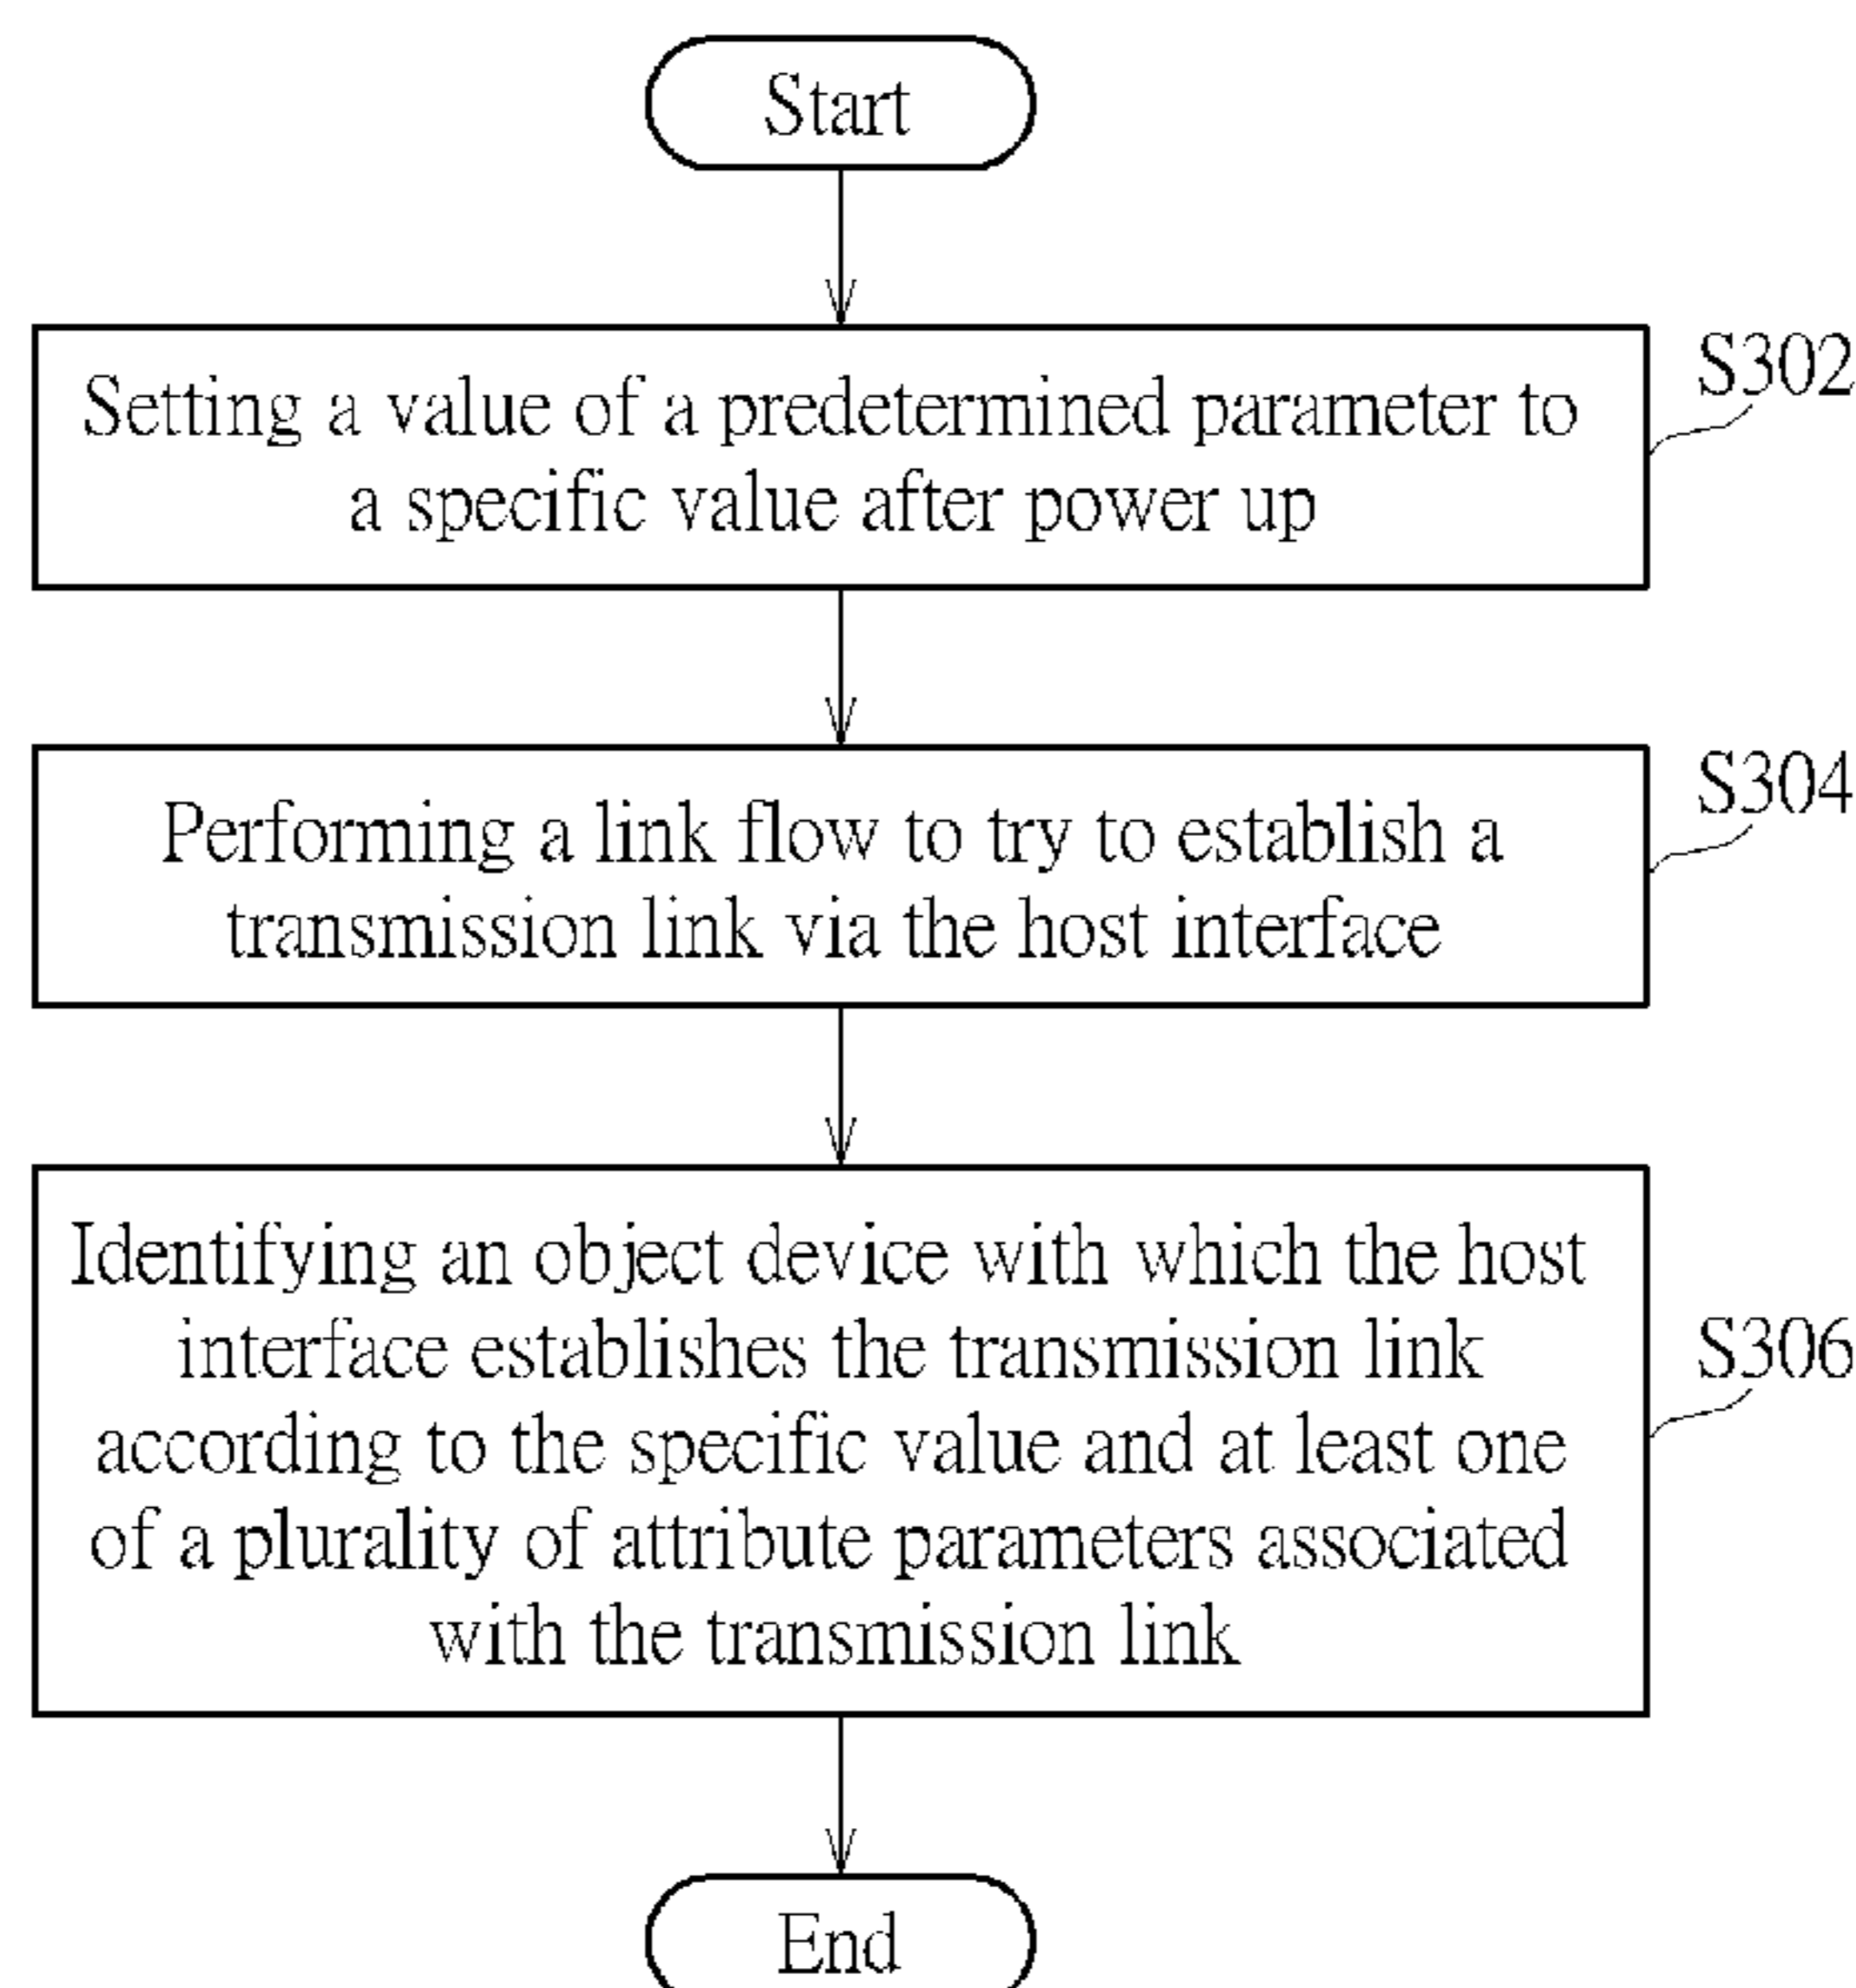 Start
Setting a value of a predetermined parameter to
a specific value after power up
S302
Performing a link flow to try to establish a
transmission link via the host interface
S304
Identifying an object device with which the host
interface establishes the transmission link
according to the specific value and at least one
of a plurality of attribute parameters associated
with the transmission link
S306
End